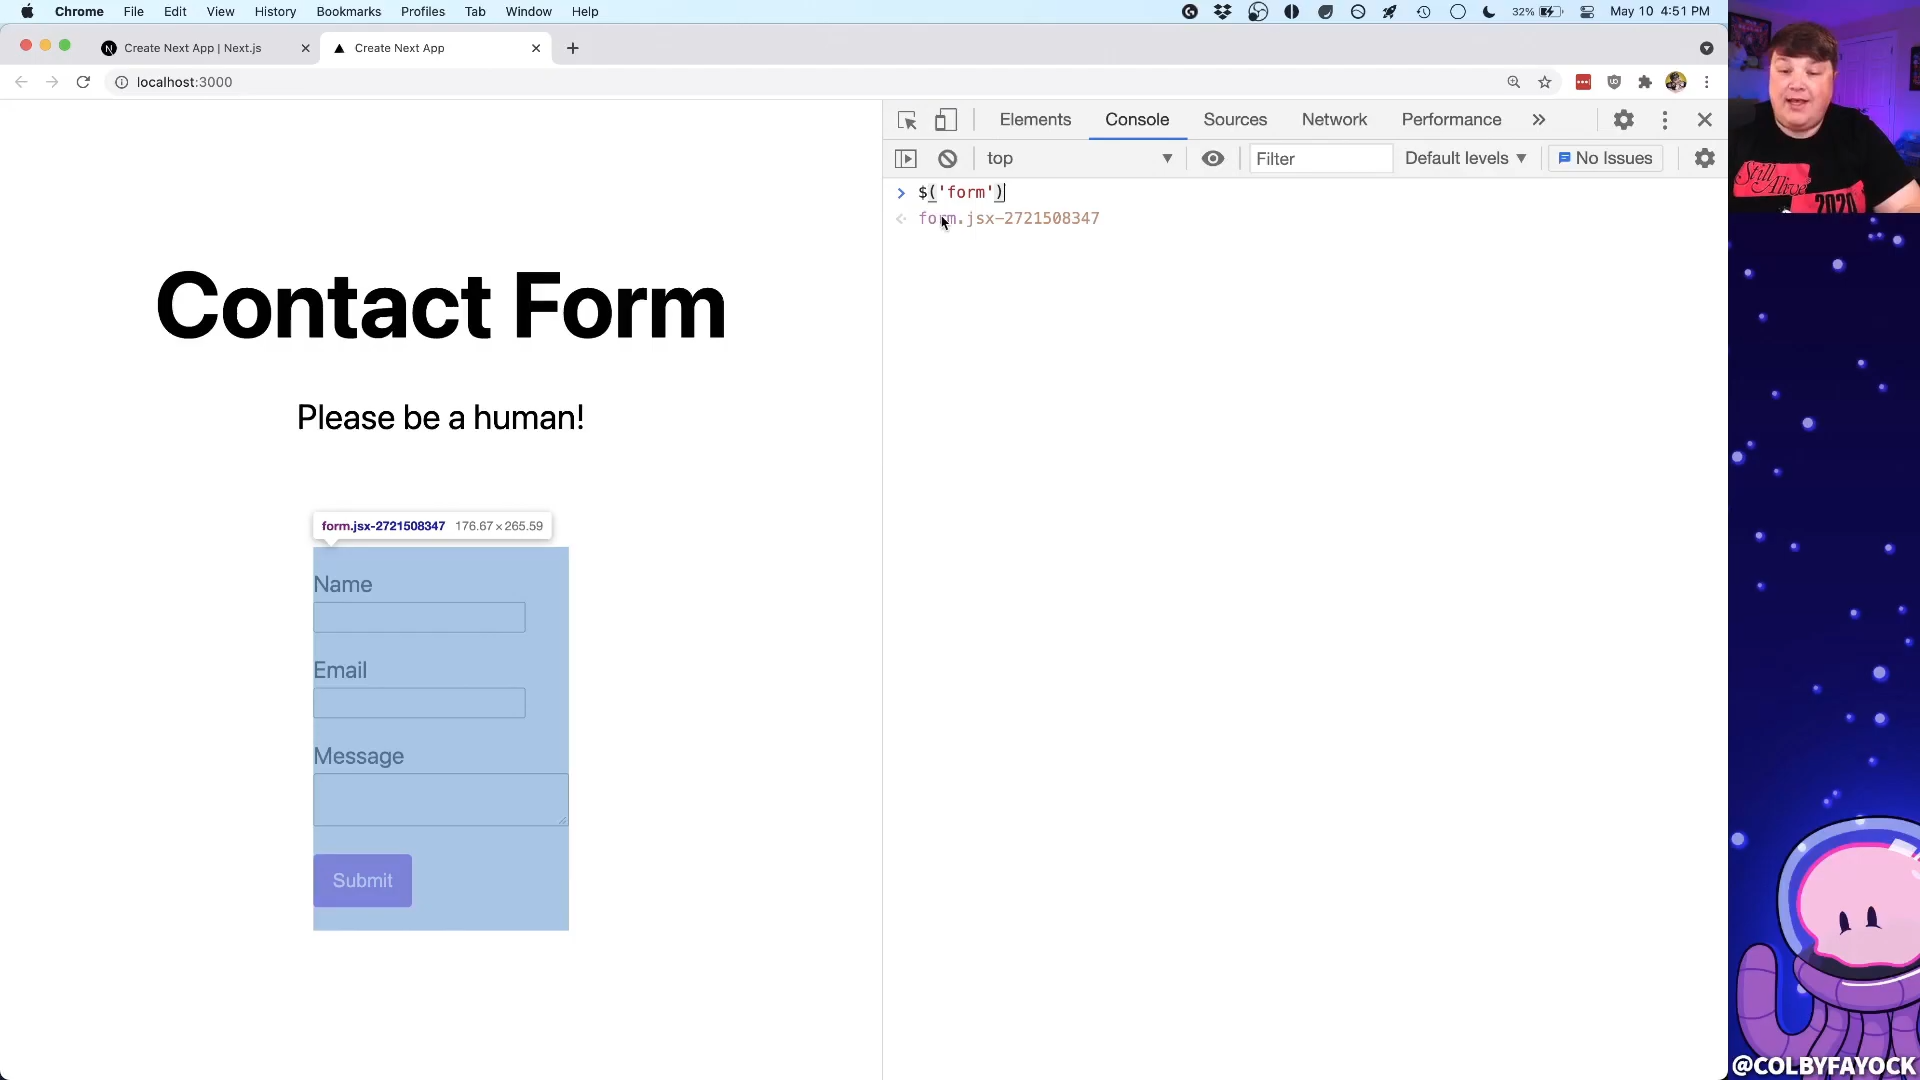 Chrome File Edit View History Bookmarks Profiles Tab Window Help
32% May 10 4:51 PM
Create Next App | Next.js
Create Next App
localhost:3000
Elements Console Sources Network Performance
top Filter Default levels No Issues
$('form')
form.jsx-2721508347
Contact Form
Please be a human!
form.jsx-2721508347 176.67 × 265.59
Name
Email
Message
Submit
Still
Alive
2020
@COLBYFAYOCK